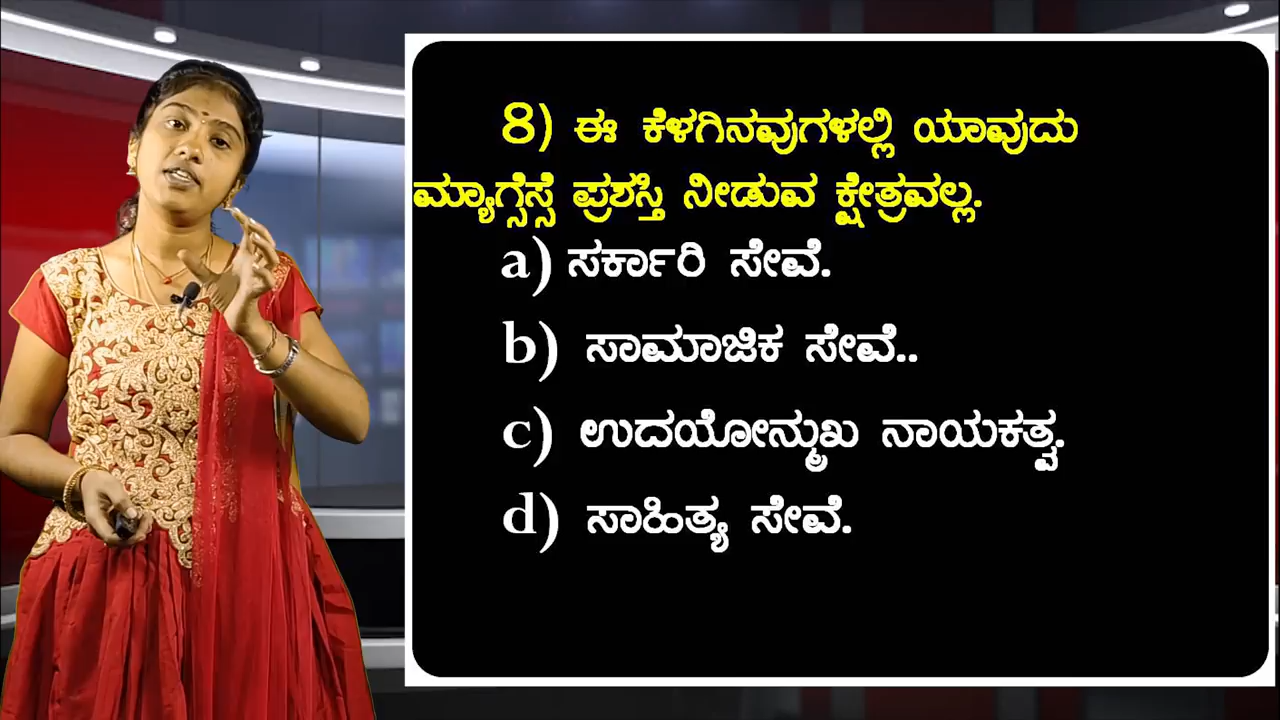 8) ಈ ಕೆಳಗಿನವುಗಳಲ್ಲಿ ಯಾವುದು
ಮ್ಯಾಗ್ಸೆಸ್ಸೆ ಪ್ರಶಸ್ತಿ ನೀಡುವ ಕ್ಷೇತ್ರವಲ್ಲ.
a) ಸರ್ಕಾರಿ ಸೇವೆ.
b) ಸಾಮಾಜಿಕ ಸೇವೆ..
c) ಉದಯೋನ್ಮುಖ ನಾಯಕತ್ವ.
d) ಸಾಹಿತ್ಯ ಸೇವೆ.